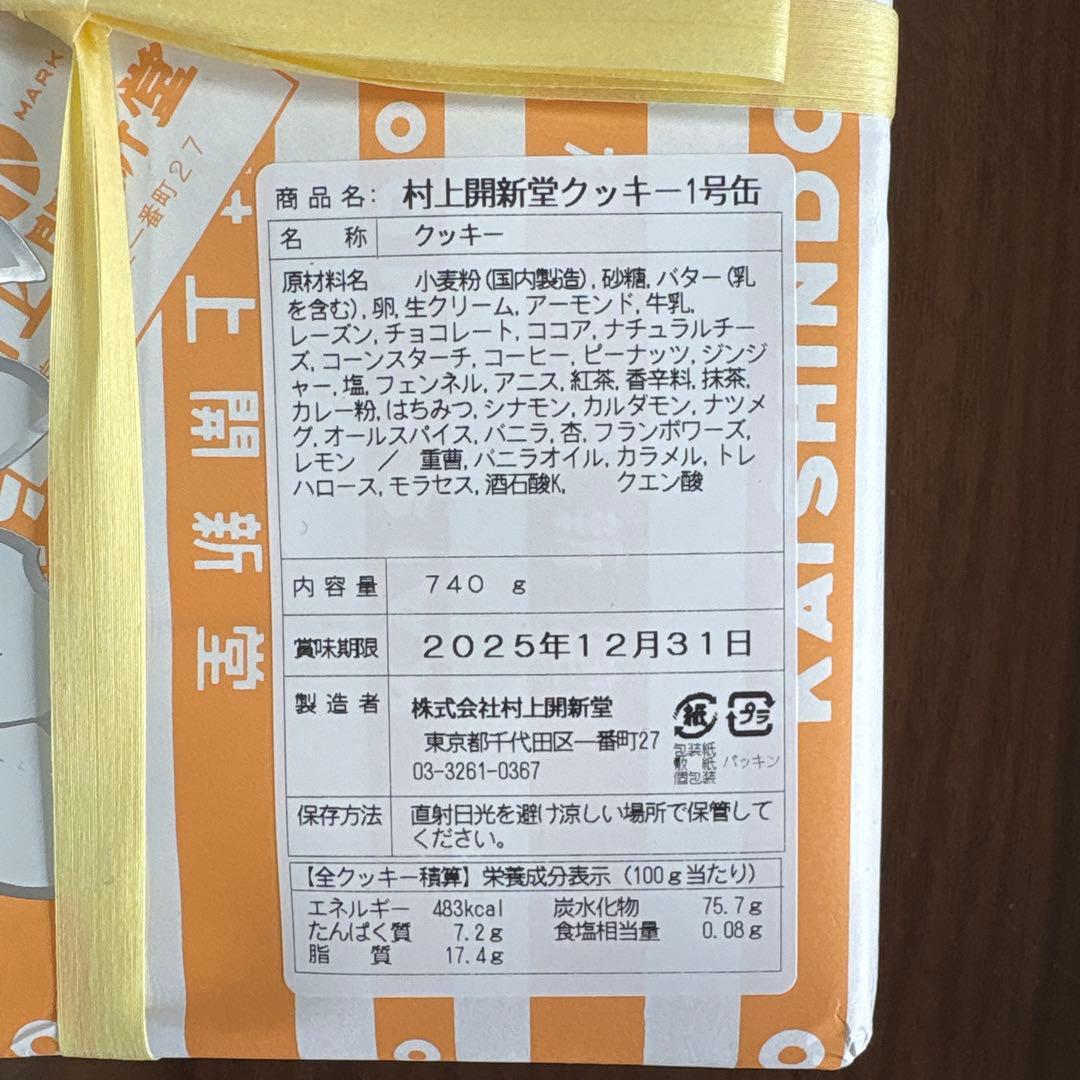 MARK
新堂
一番町27
上開新堂
KAISHINDO
商品名: 村上開新堂クッキー1号缶
名 称 クッキー
原材料名 小麦粉(国内製造),砂糖,バター(乳
を含む),卵,生クリーム,アーモンド,牛乳,
レーズン,チョコレート,ココア,ナチュラルチー
ズ,コーンスターチ,コーヒー,ピーナッツ,ジンジ
ャー,塩,フェンネル,アニス,紅茶,香辛料,抹茶,
カレー粉,はちみつ,シナモン,カルダモン,ナツメ
グ,オールスパイス,バニラ,杏,フランボワーズ,
レモン / 重曹,バニラオイル,カラメル,トレ
ハロース,モラセス,酒石酸K, クエン酸
内容量 740 g
賞味期限 2025年12月31日
製造者 株式会社村上開新堂
東京都千代田区一番町27
03-3261-0367
紙 プラ
包装紙
敷 紙 パッキン
個包装
保存方法 直射日光を避け涼しい場所で保管して
ください。
【全クッキー積算】栄養成分表示(100g当たり)
エネルギー 483kcal 炭水化物 75.7g
たんぱく質 7.2g 食塩相当量 0.08g
脂 質 17.4g